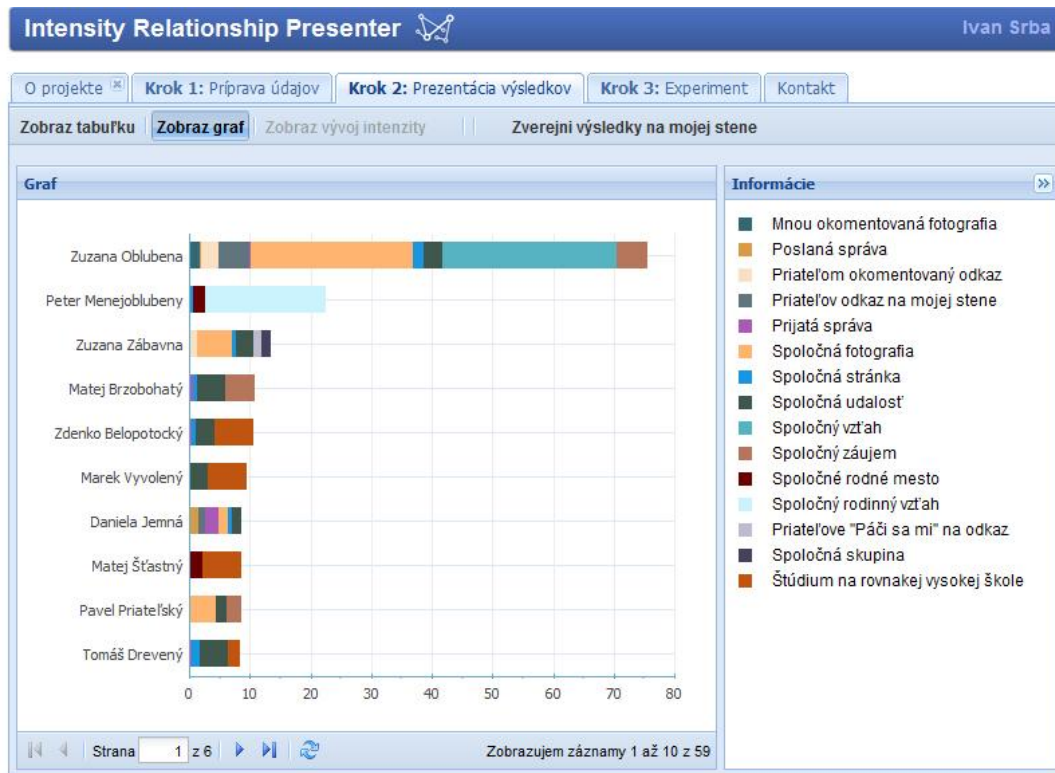 Intensity Relationship Presenter
Ivan Srba
O projekte
Krok 1: Príprava údajov
Krok 2: Prezentácia výsledkov
Krok 3: Experiment
Kontakt
Zobraz tabuľku
Zobraz graf
Zobraz vývoj intenzity
Zverejni výsledky na mojej stene
Graf
Zuzana Oblubena
Peter Menejoblubeny
Zuzana Zábavna
Matej Brzobohatý
Zdenko Belopotocký
Marek Vyvolený
Daniela Jemná
Matej Šťastný
Pavel Priateľský
Tomáš Drevený
0 10 20 30 40 50 60 70 80
Strana 1 z 6
Zobrazujem záznamy 1 až 10 z 59
Informácie
Mnou okomentovaná fotografia
Poslaná správa
Priateľom okomentovaný odkaz
Priateľov odkaz na mojej stene
Prijatá správa
Spoločná fotografia
Spoločná stránka
Spoločná udalosť
Spoločný vzťah
Spoločný záujem
Spoločné rodné mesto
Spoločný rodinný vzťah
Priateľove "Páči sa mi" na odkaz
Spoločná skupina
Štúdium na rovnakej vysokej škole